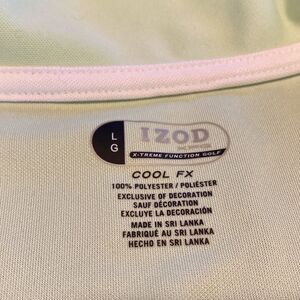 L
G
IZOD
X-TREME FUNCTION GOLF
COOL FX
100% POLYESTER / POLIÉSTER
EXCLUSIVE OF DECORATION
SAUF DÉCORATION
EXCLUYE LA DECORACIÓN
MADE IN SRI LANKA
FABRIQUÉ AU SRI LANKA
HECHO EN SRI LANKA